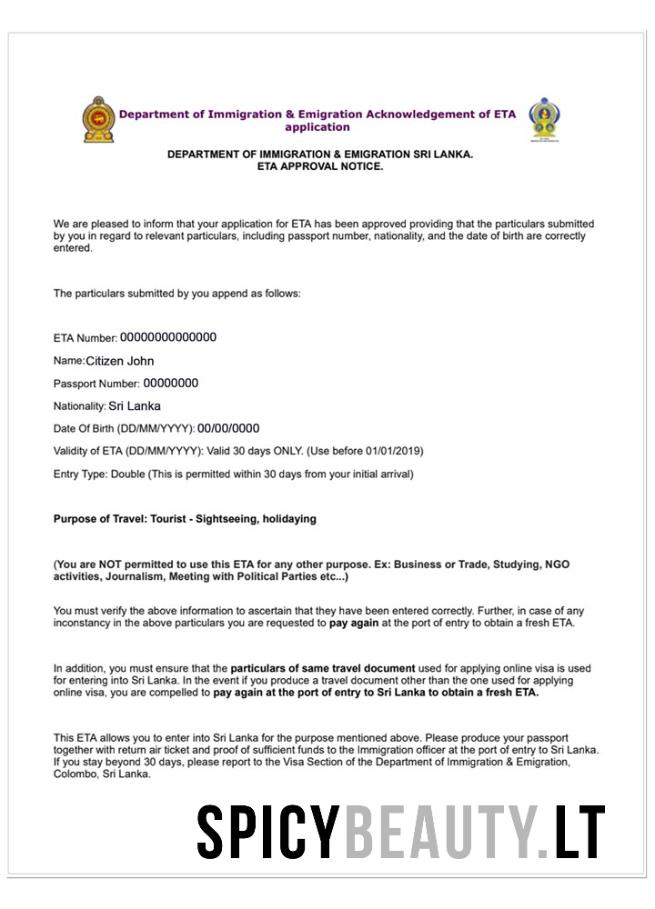 Department of Immigration & Emigration Acknowledgement of ETA
application
DEPARTMENT OF IMMIGRATION & EMIGRATION SRI LANKA.
ETA APPROVAL NOTICE.
We are pleased to inform that your application for ETA has been approved providing that the particulars submitted
by you in regard to relevant particulars, including passport number, nationality, and the date of birth are correctly
entered.
The particulars submitted by you append as follows:
ETA Number: 00000000000000
Name:Citizen John
Passport Number: 00000000
Nationality: Sri Lanka
Date Of Birth (DD/MM/YYYY): 00/00/0000
Validity of ETA (DD/MM/YYYY): Valid 30 days ONLY. (Use before 01/01/2019)
Entry Type: Double (This is permitted within 30 days from your initial arrival)
Purpose of Travel: Tourist - Sightseeing, holidaying
(You are NOT permitted to use this ETA for any other purpose. Ex: Business or Trade, Studying, NGO
activities, Journalism, Meeting with Political Parties etc...)
You must verify the above information to ascertain that they have been entered correctly. Further, in case of any
inconstancy in the above particulars you are requested to pay again at the port of entry to obtain a fresh ETA.
In addition, you must ensure that the particulars of same travel document used for applying online visa is used
for entering into Sri Lanka. In the event if you produce a travel document other than the one used for applying
online visa, you are compelled to pay again at the port of entry to Sri Lanka to obtain a fresh ETA.
This ETA allows you to enter into Sri Lanka for the purpose mentioned above. Please produce your passport
together with return air ticket and proof of sufficient funds to the Immigration officer at the port of entry to Sri Lanka.
If you stay beyond 30 days, please report to the Visa Section of the Department of Immigration & Emigration,
Colombo, Sri Lanka.
SPICYBEAUTY.LT